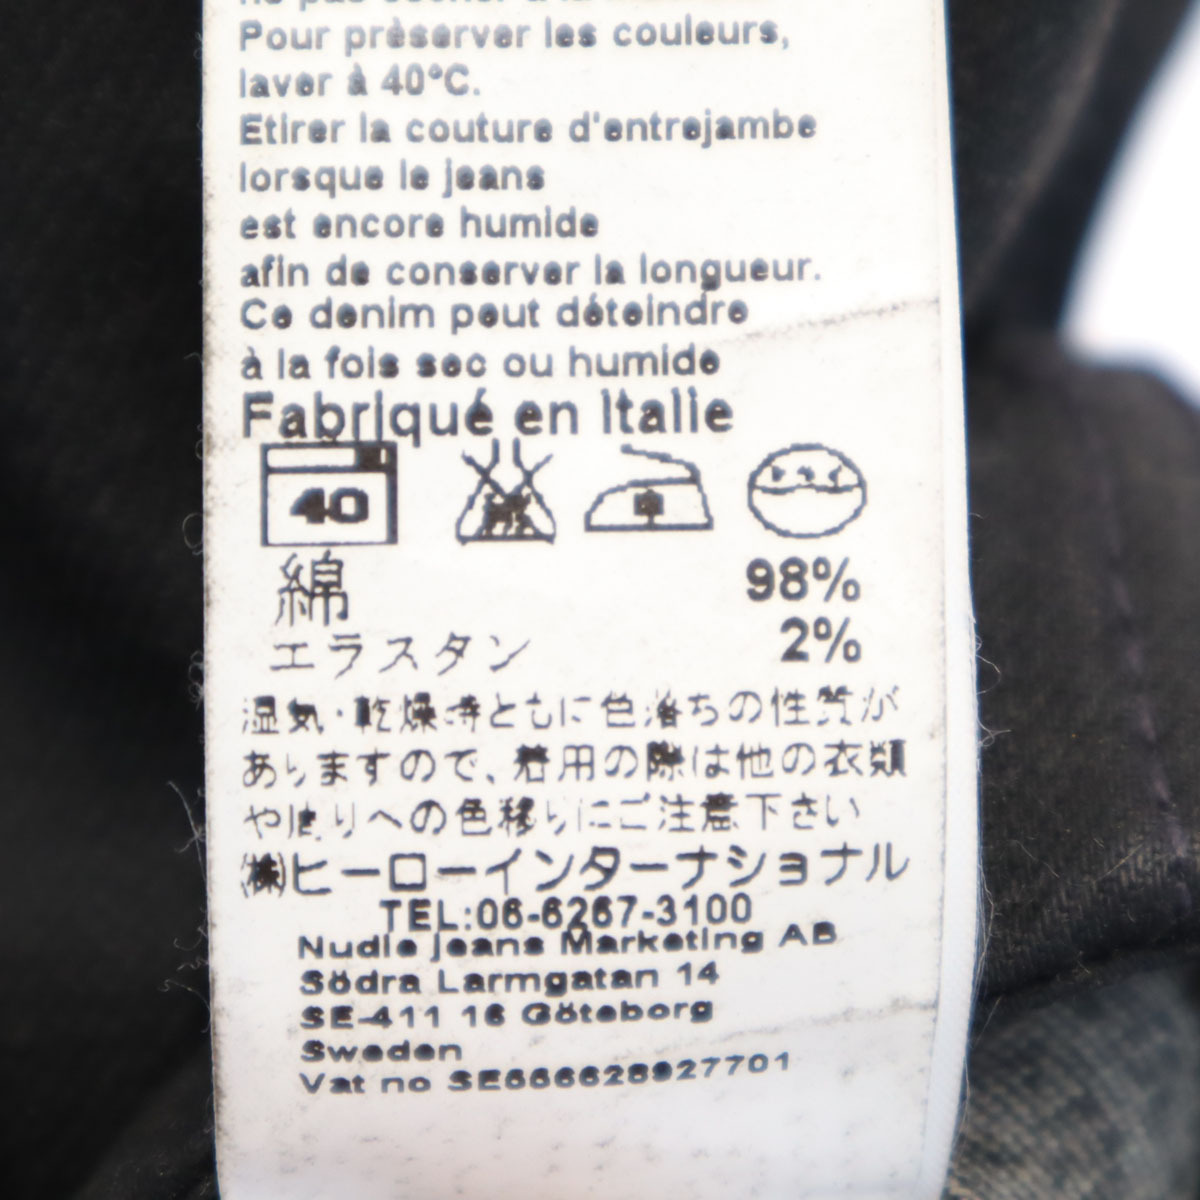 Pour préserver les couleurs,
laver à 40°C.
Etirer la couture d'entrejambe
lorsque le jeans
est encore humide
afin de conserver la longueur.
Ce denim peut déteindre
à la fois sec ou humide
Fabriqué en Italie
40
綿 98%
エラスタン 2%
湿気・乾燥時ともに色落ちの性質が
ありますので、着用の際は他の衣類
や周りへの色移りにご注意下さい
㈱ヒーローインターナショナル
TEL:06-6267-3100
Nudie Jeans Marketing AB
Södra Larmgatan 14
SE-411 16 Göteborg
Sweden
Vat no SE666628927701